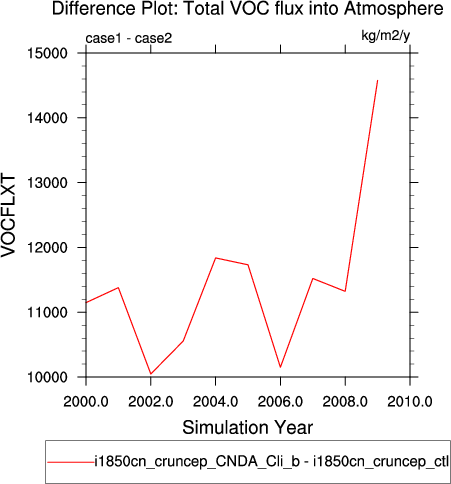 Difference Plot: Total VOC flux into Atmosphere
case1 - case2 kg/m2/y
15000
14000
13000
12000
11000
10000
VOCFLXT
2000.0 2002.0 2004.0 2006.0 2008.0 2010.0
Simulation Year
i1850cn_cruncep_CNDA_Cli_b - i1850cn_cruncep_ctl